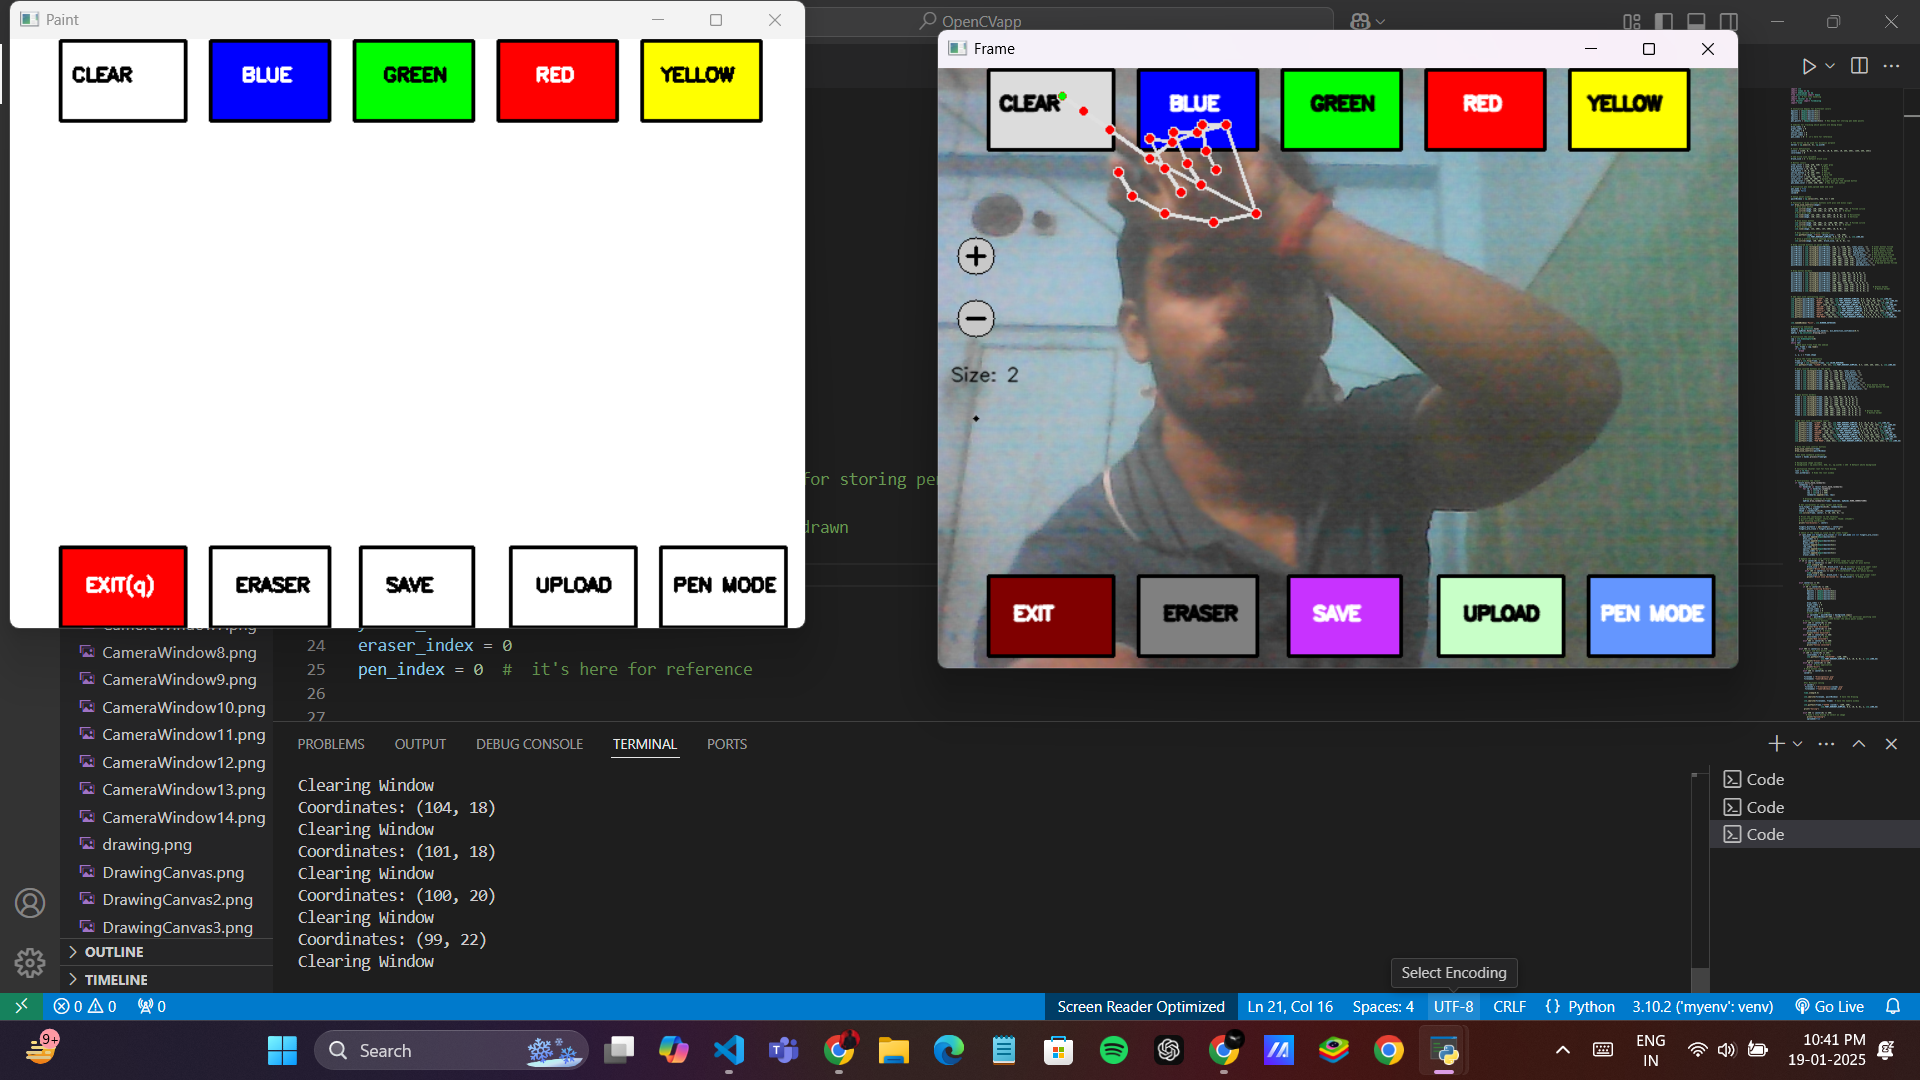 Paint
CLEAR
BLUE
GREEN
RED
YELLOW
EXIT(q)
ERASER
SAVE
UPLOAD
PEN MODE
OpenCVapp
Frame
CLEAR
BLUE
GREEN
RED
YELLOW
Size: 2
EXIT
ERASER
SAVE
UPLOAD
PEN MODE
for storing pe
drawn
24 eraser_index = 0
25 pen_index = 0 # it's here for reference
26
27
CameraWindow8.png
CameraWindow9.png
CameraWindow10.png
CameraWindow11.png
CameraWindow12.png
CameraWindow13.png
CameraWindow14.png
drawing.png
DrawingCanvas.png
DrawingCanvas2.png
DrawingCanvas3.png
OUTLINE
TIMELINE
PROBLEMS OUTPUT DEBUG CONSOLE TERMINAL PORTS
Clearing Window
Coordinates: (104, 18)
Clearing Window
Coordinates: (101, 18)
Clearing Window
Coordinates: (100, 20)
Clearing Window
Coordinates: (99, 22)
Clearing Window
Code
Code
Code
Select Encoding
0 0 0
Screen Reader Optimized Ln 21, Col 16 Spaces: 4 UTF-8 CRLF {} Python 3.10.2 ('myenv': venv) Go Live
9+
Search
ENG
IN
10:41 PM
19-01-2025